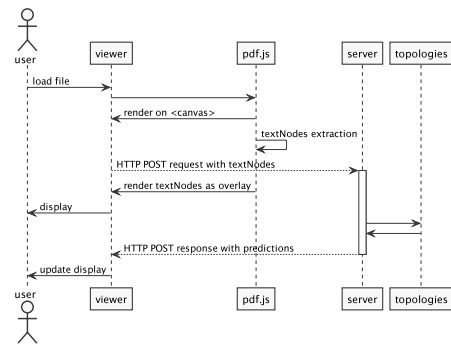 user
viewer
pdf.js
server
topologies
load file
render on <canvas>
textNodes extraction
HTTP POST request with textNodes
render textNodes as overlay
display
HTTP POST response with predictions
update display
user
viewer
pdf.js
server
topologies